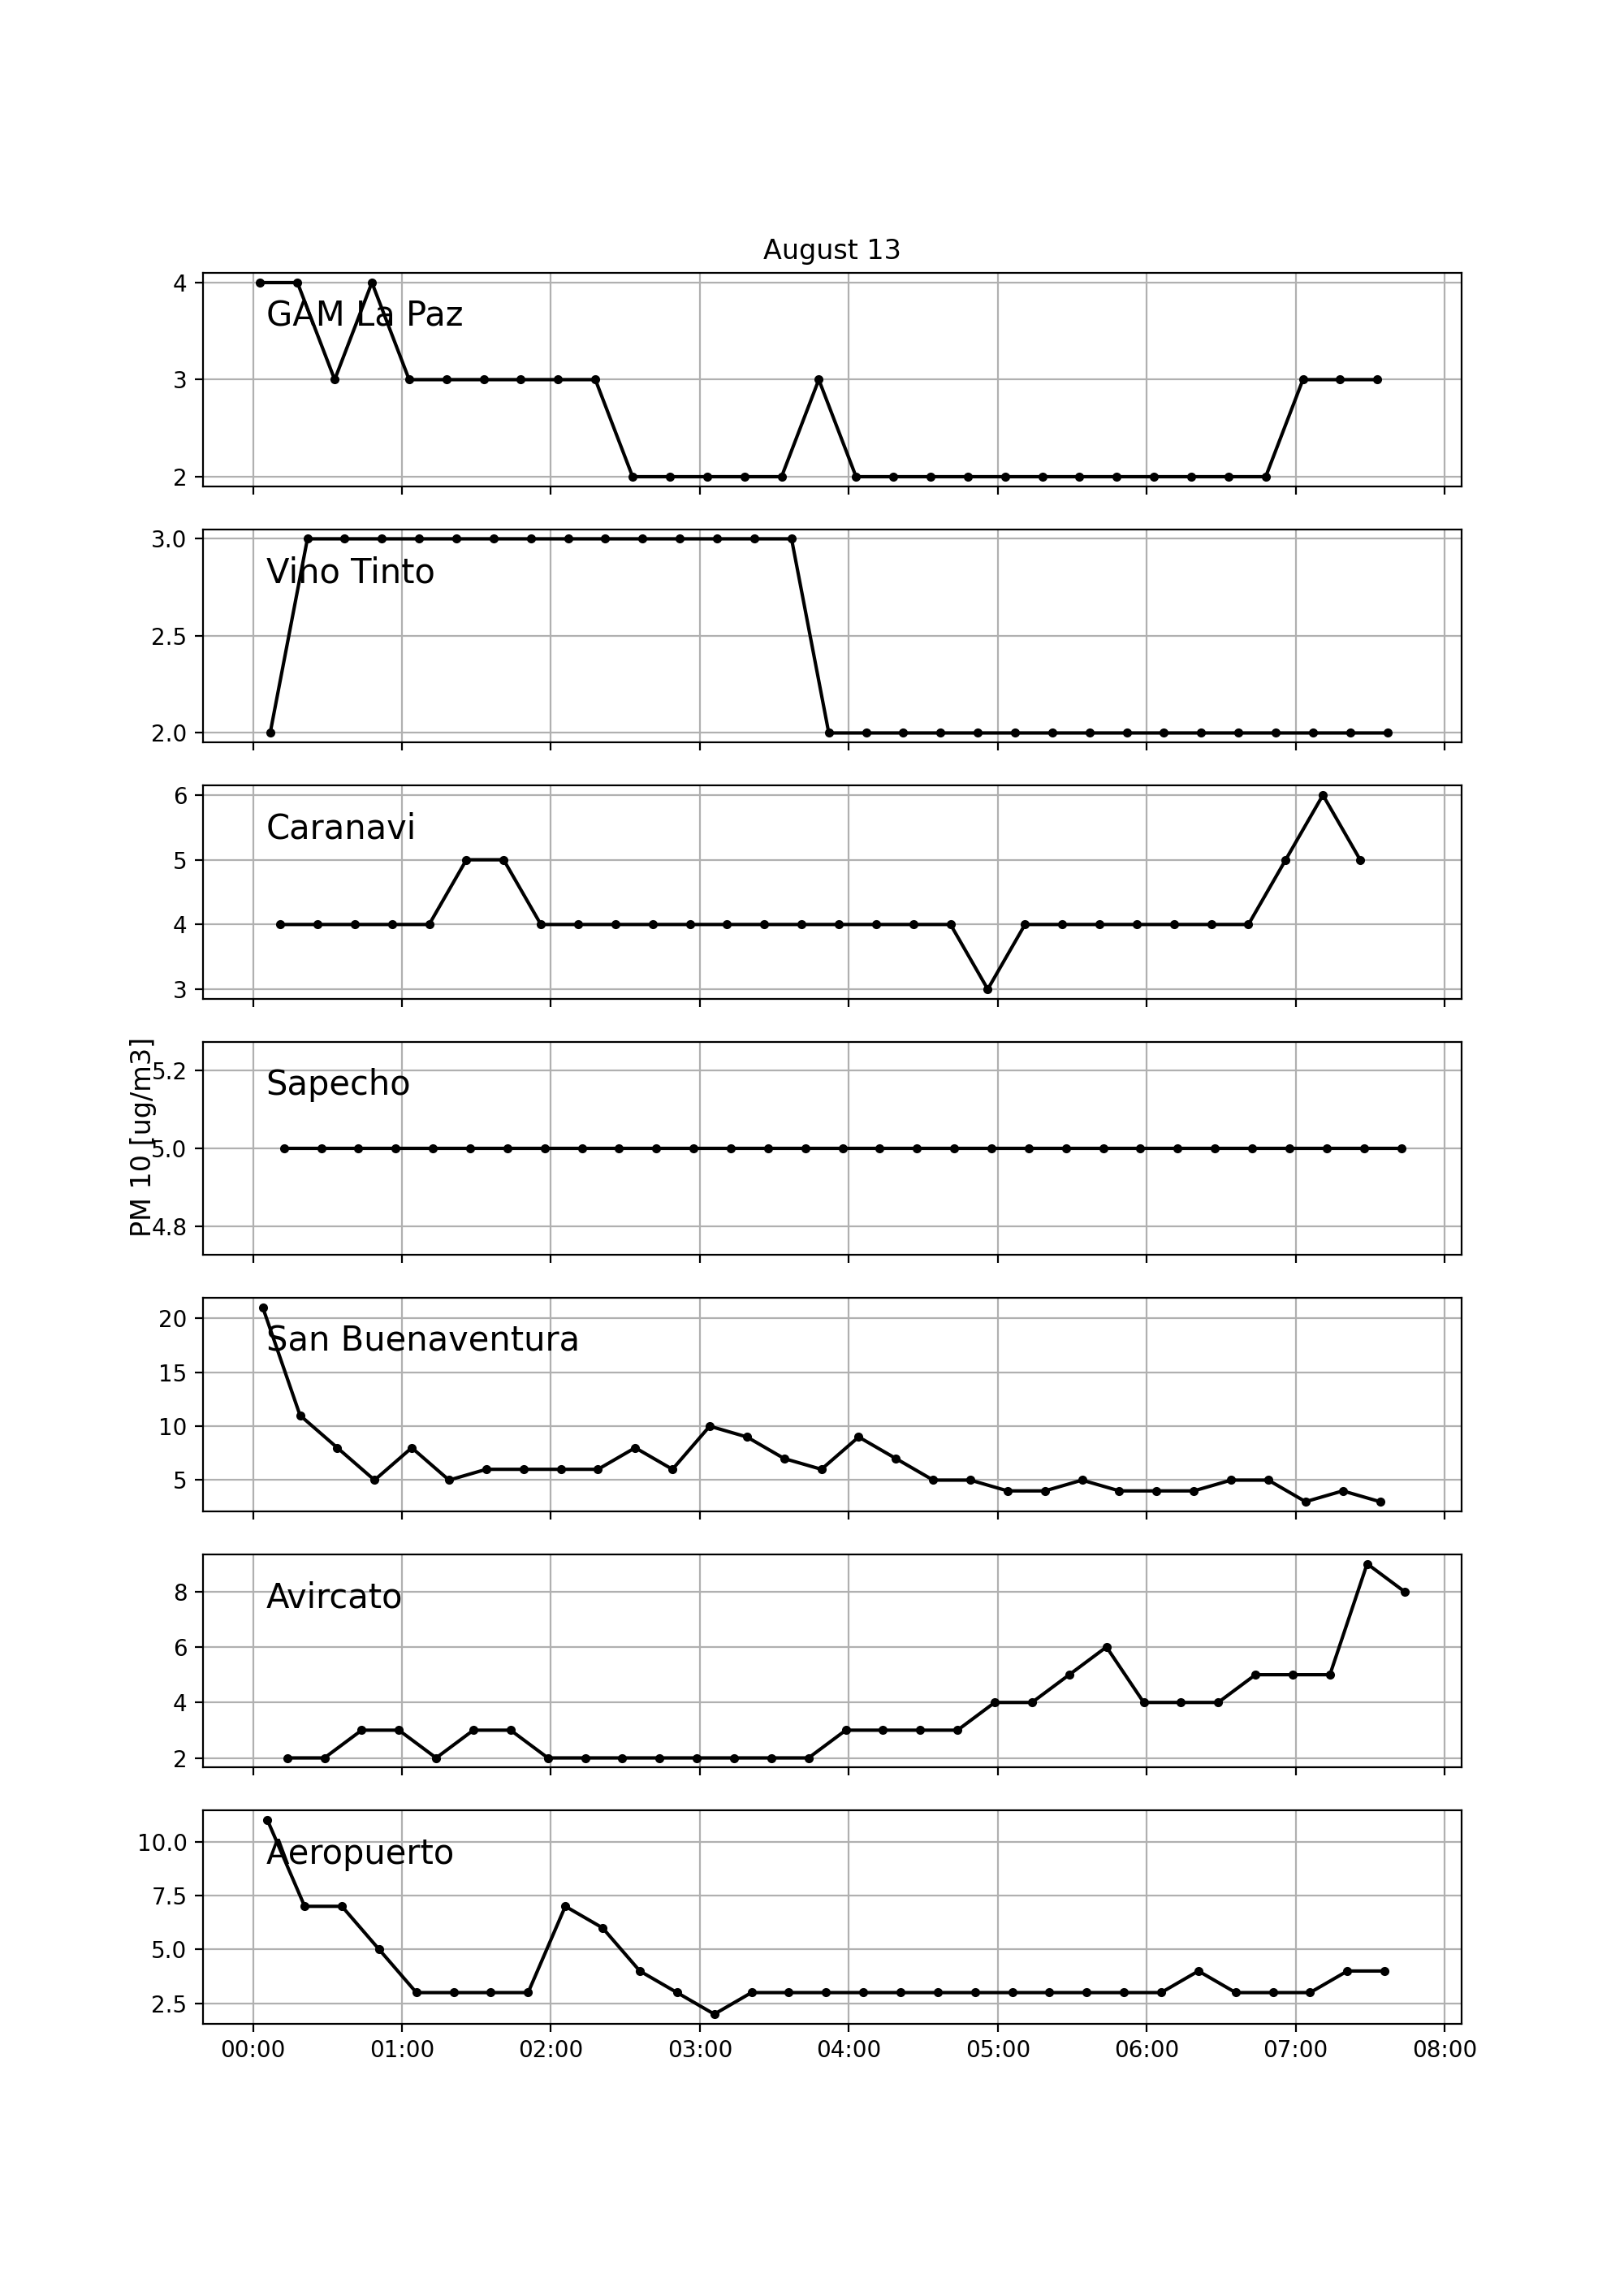 August 13
4
GAM La Paz
3
2
3.0
Vino Tinto
2.5
2.0
6
Caranavi
5
4
3
PM 10 [ug/m3]
5.2
Sapecho
5.0
4.8
20
San Buenaventura
15
10
5
8
Avircato
6
4
2
10.0
Aeropuerto
7.5
5.0
2.5
00:00 01:00 02:00 03:00 04:00 05:00 06:00 07:00 08:00